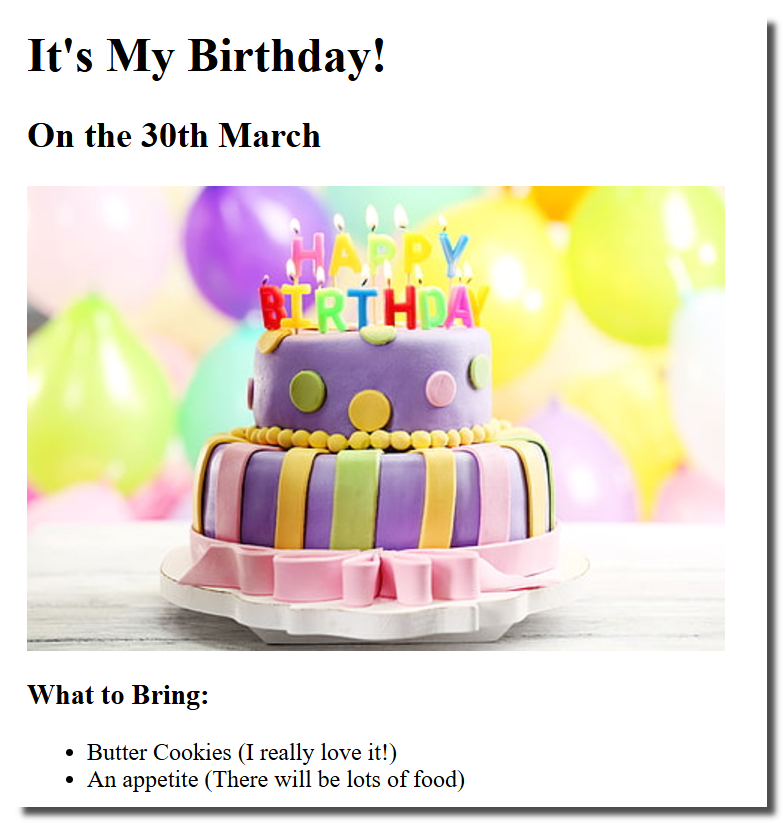 It's My Birthday!
On the 30th March
HAPPY
BIRTHDAY
What to Bring:
• Butter Cookies (I really love it!)
• An appetite (There will be lots of food)